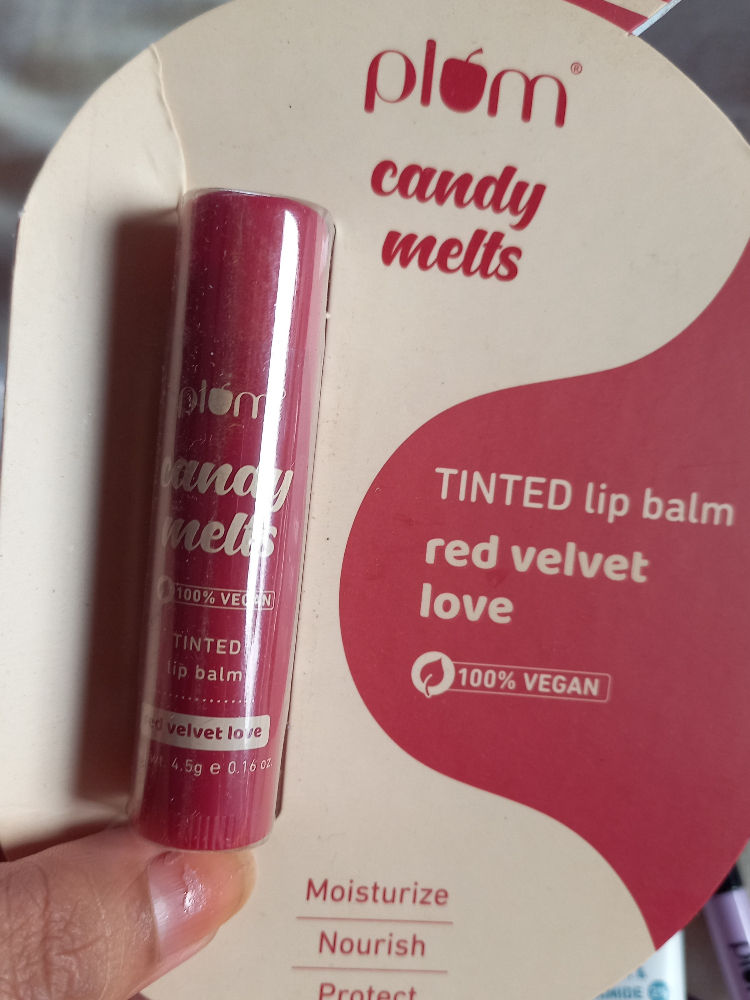 plum®
candy
melts
TINTED lip balm
red velvet
love
100% VEGAN
Moisturize
Nourish
Protect
plum
candy
melts
100% VEGAN
TINTED
lip balm
red velvet love
wt. 4.5g e 0.16 oz